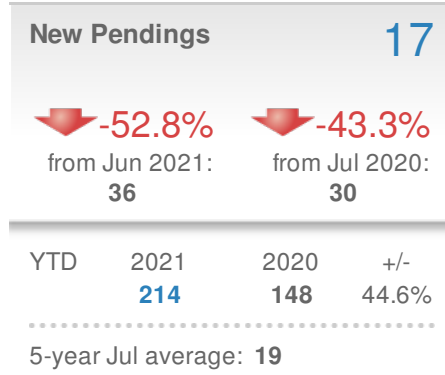 New Pendings 17
-52.8% -43.3%
from Jun 2021: from Jul 2020:
36 30
YTD 2021 2020 +/-
214 148 44.6%
5-year Jul average: 19